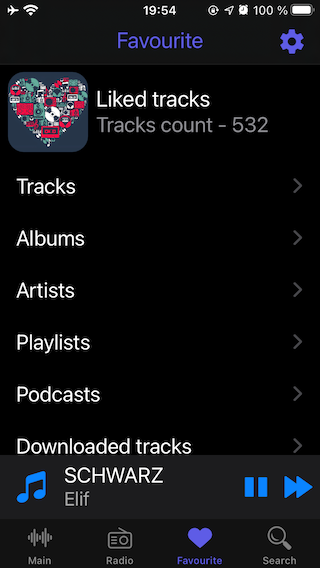 19:54
100 %
Favourite
Liked tracks
Tracks count - 532
Tracks
Albums
Artists
Playlists
Podcasts
Downloaded tracks
SCHWARZ
Elif
Main
Radio
Favourite
Search